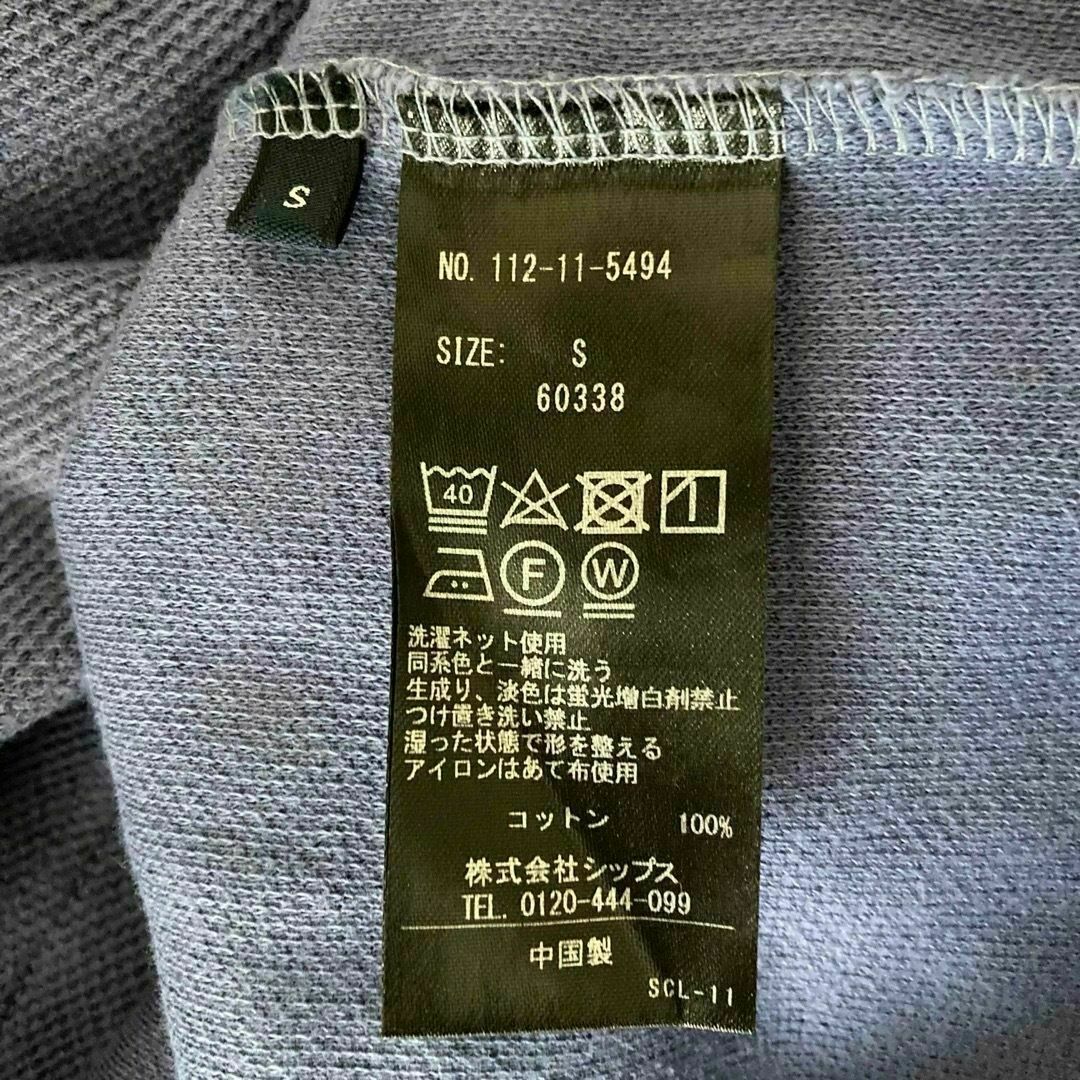 S
NO. 112-11-5494
SIZE: S
60338
40
F W
洗濯ネット使用
同系色と一緒に洗う
生成り、淡色は蛍光増白剤禁止
つけ置き洗い禁止
湿った状態で形を整える
アイロンはあて布使用
コットン 100%
株式会社シップス
TEL. 0120-444-099
中国製
SCL-11